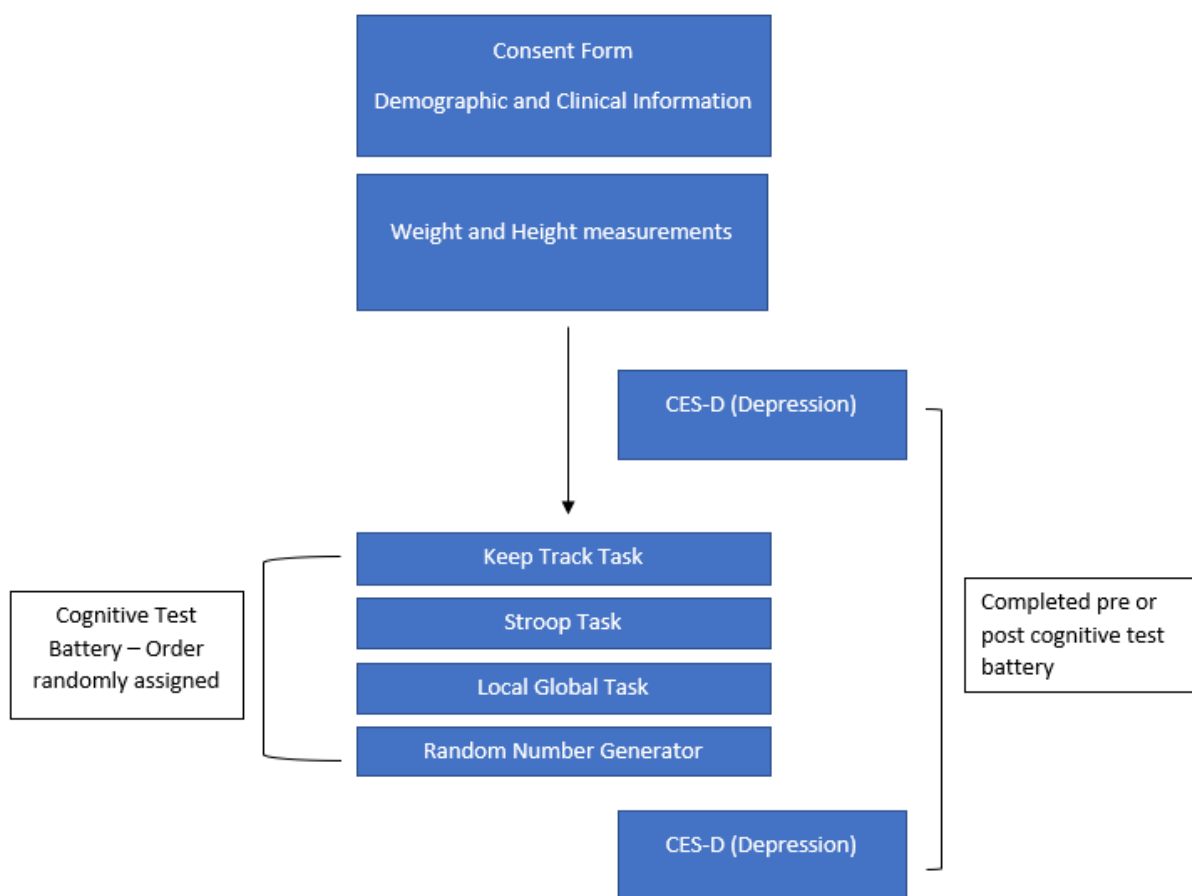 Consent Form
Demographic and Clinical Information
Weight and Height measurements
CES-D (Depression)
Keep Track Task
Stroop Task
Local Global Task
Random Number Generator
Cognitive Test
Battery – Order
randomly assigned
Completed pre or
post cognitive test
battery
CES-D (Depression)